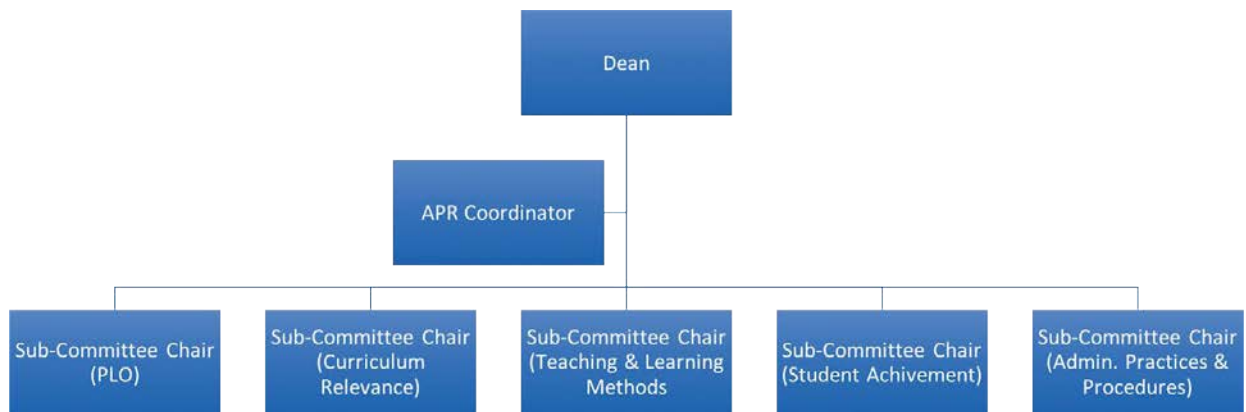 Dean
APR Coordinator
Sub-Committee Chair
(PLO)
Sub-Committee Chair
(Curriculum
Relevance)
Sub-Committee Chair
(Teaching & Learning
Methods
Sub-Committee Chair
(Student Achivement)
Sub-Committee Chair
(Admin. Practices &
Procedures)